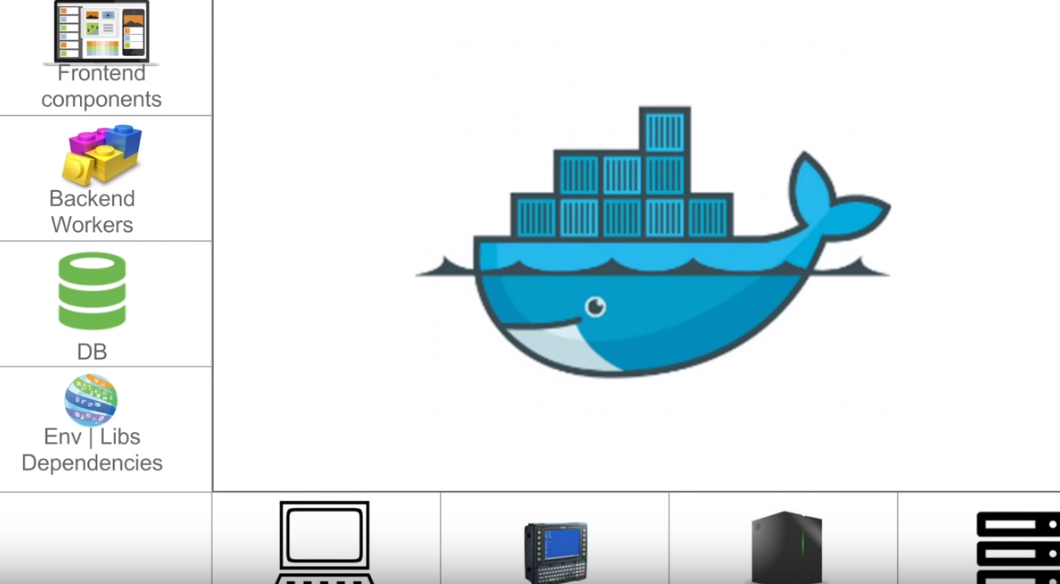 Frontend
components
Backend
Workers
DB
Env | Libs
Dependencies